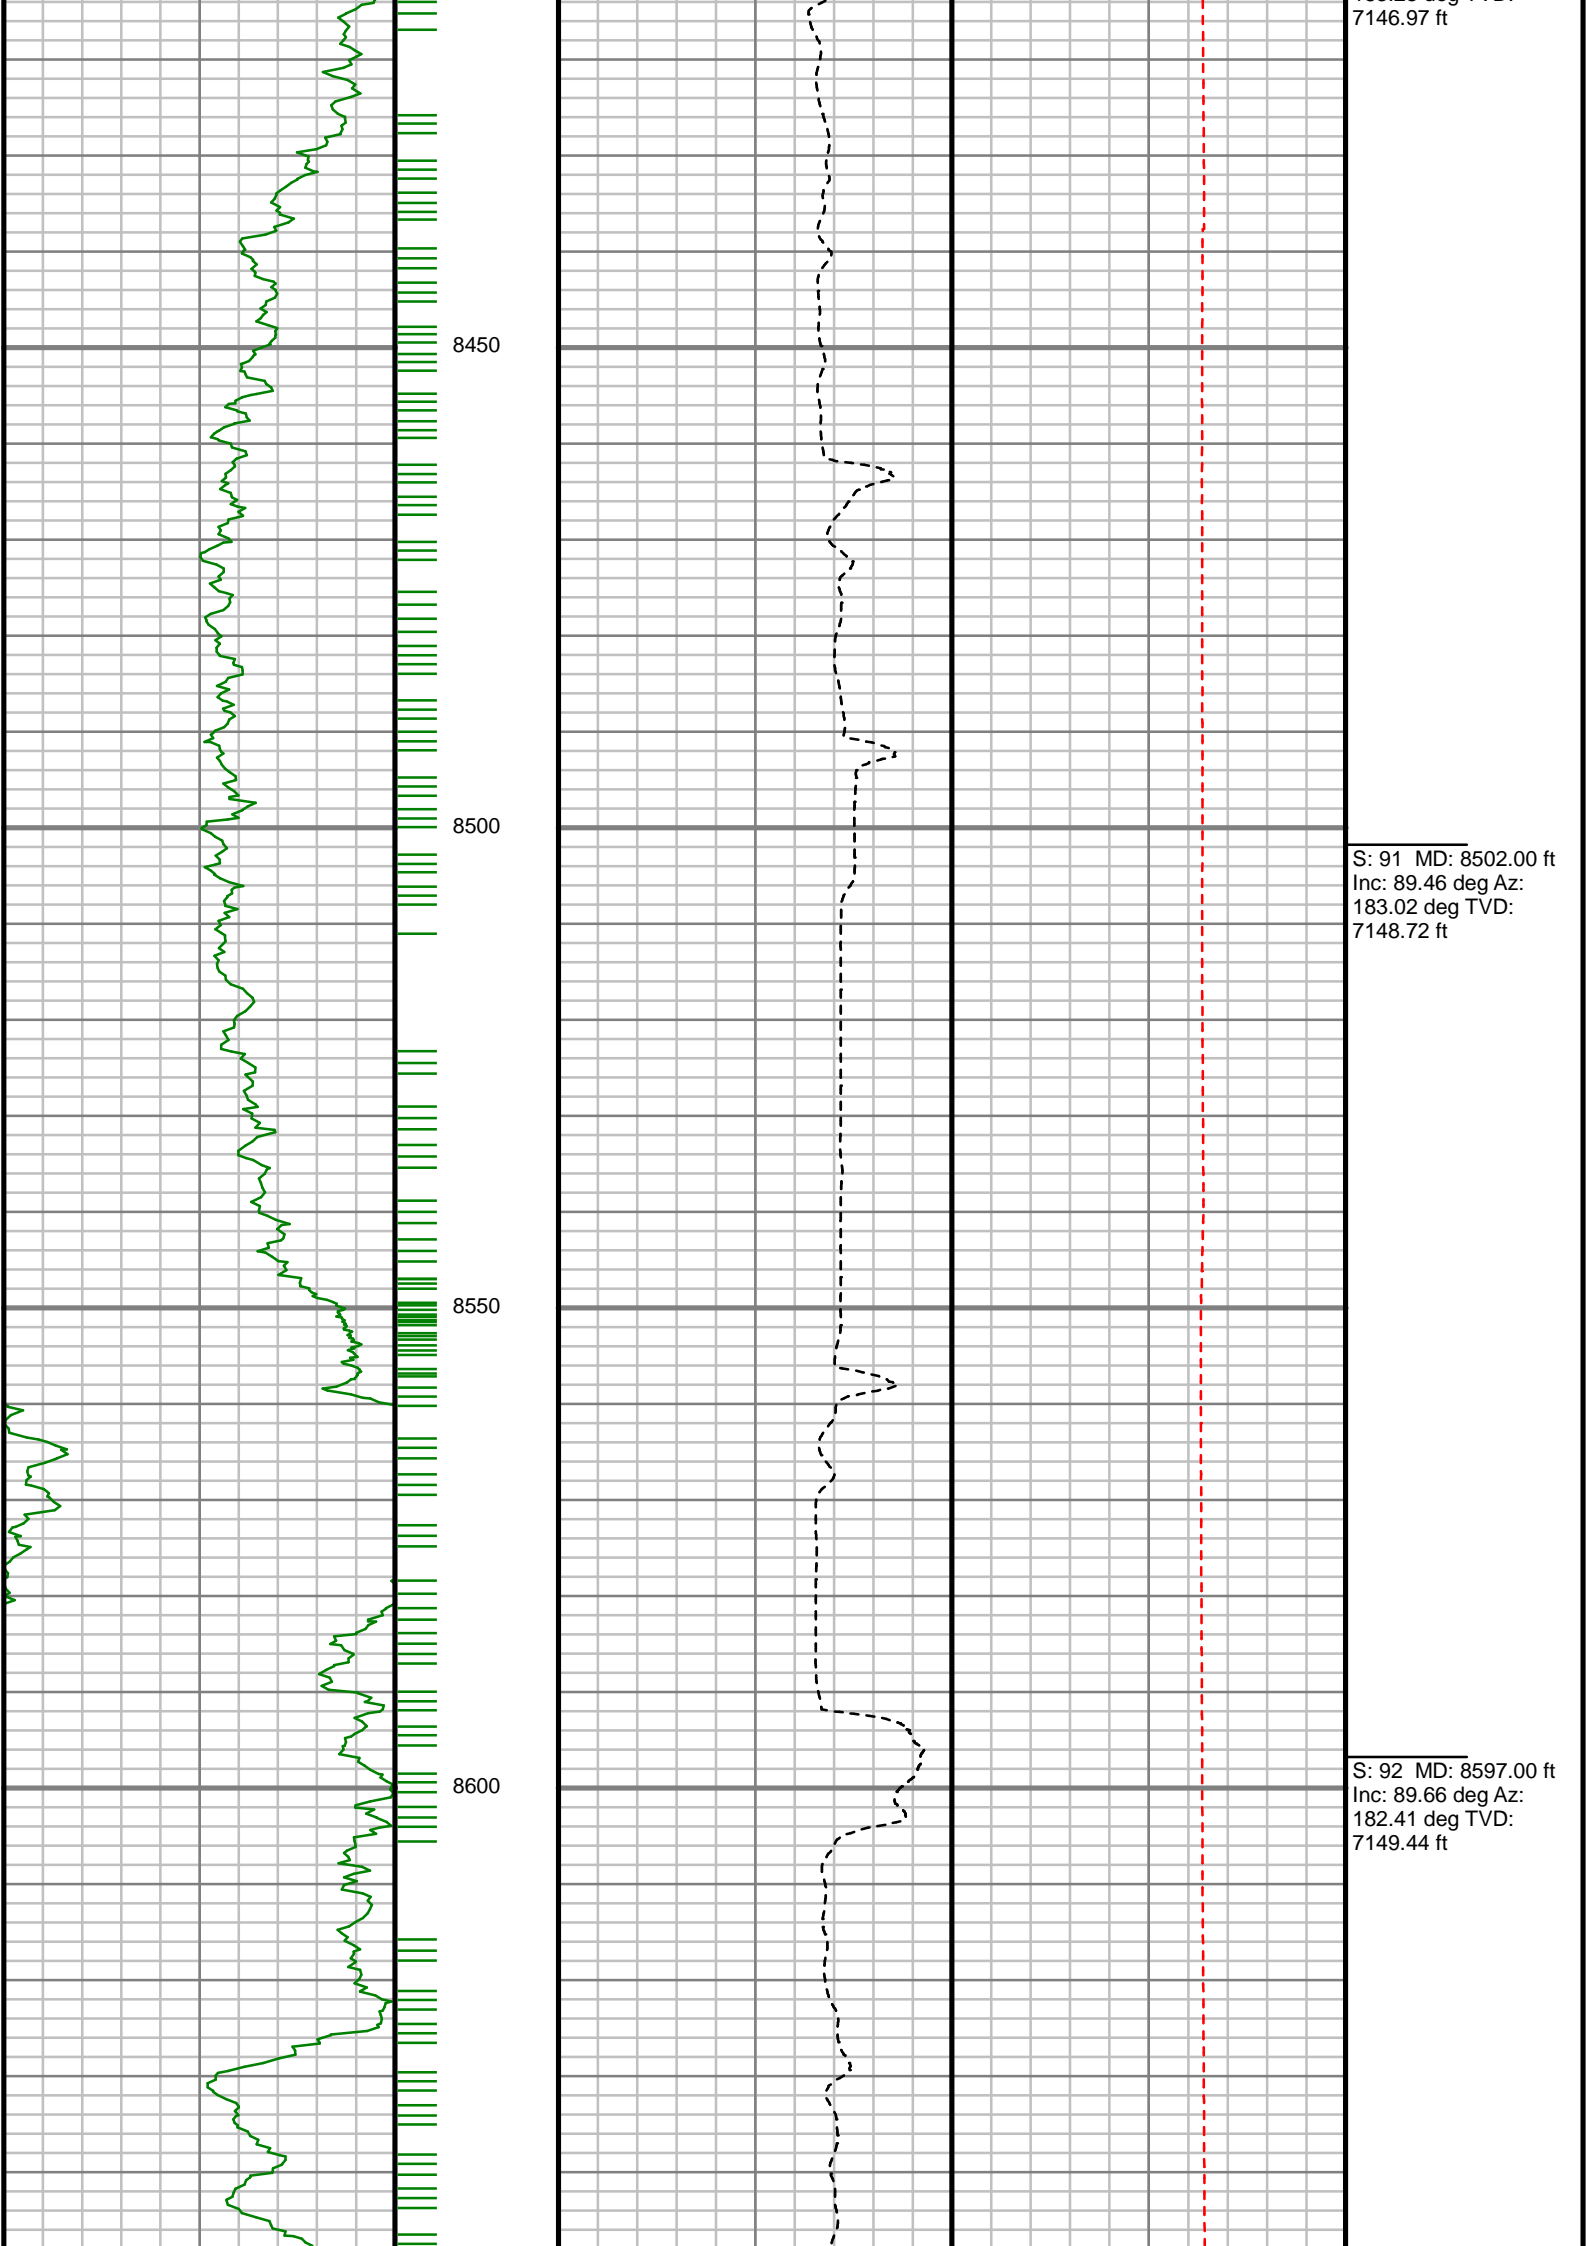 7146.97 ft
8450
8500
S: 91 MD: 8502.00 ft
Inc: 89.46 deg Az:
183.02 deg TVD:
7148.72 ft
8550
8600
S: 92 MD: 8597.00 ft
Inc: 89.66 deg Az:
182.41 deg TVD:
7149.44 ft